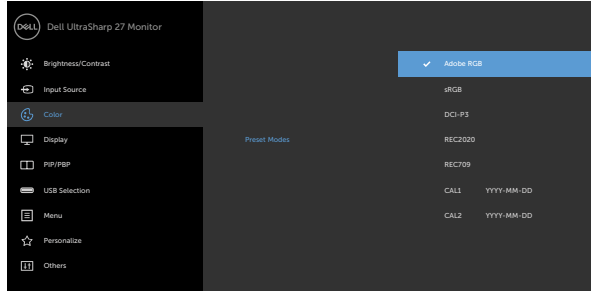 DELL Dell UltraSharp 27 Monitor
Brightness/Contrast
Adobe RGB
Input Source
sRGB
Color
DCI-P3
Display
Preset Modes
REC2020
PIP/PBP
REC709
USB Selection
CAL1 YYYY-MM-DD
Menu
CAL2 YYYY-MM-DD
Personalize
Others